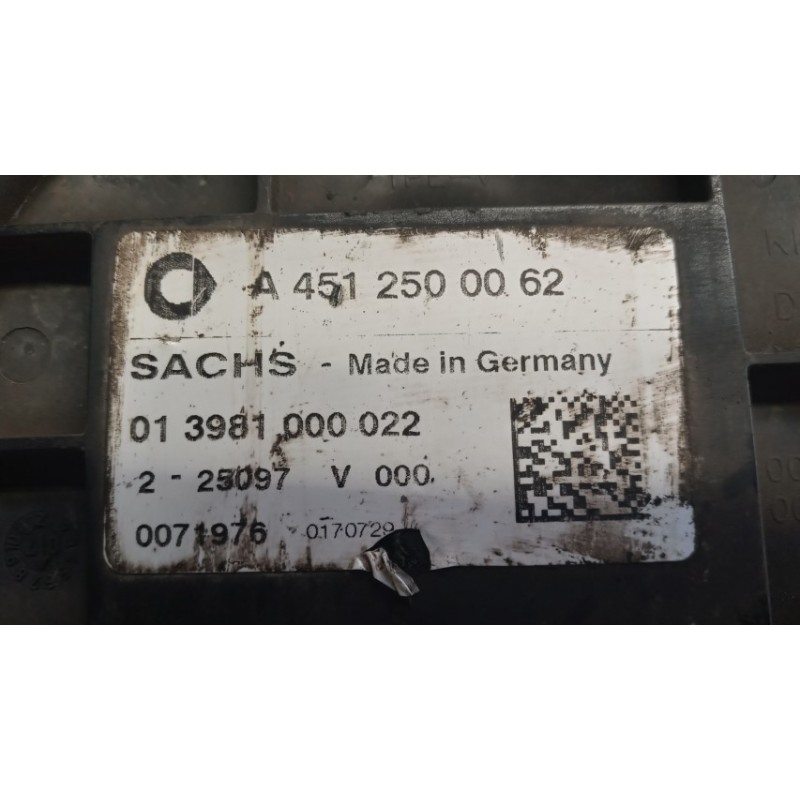 A 451 250 00 62
SACHS - Made in Germany
01 3981 000 022
2 - 25097 V 000
0071976 0170729